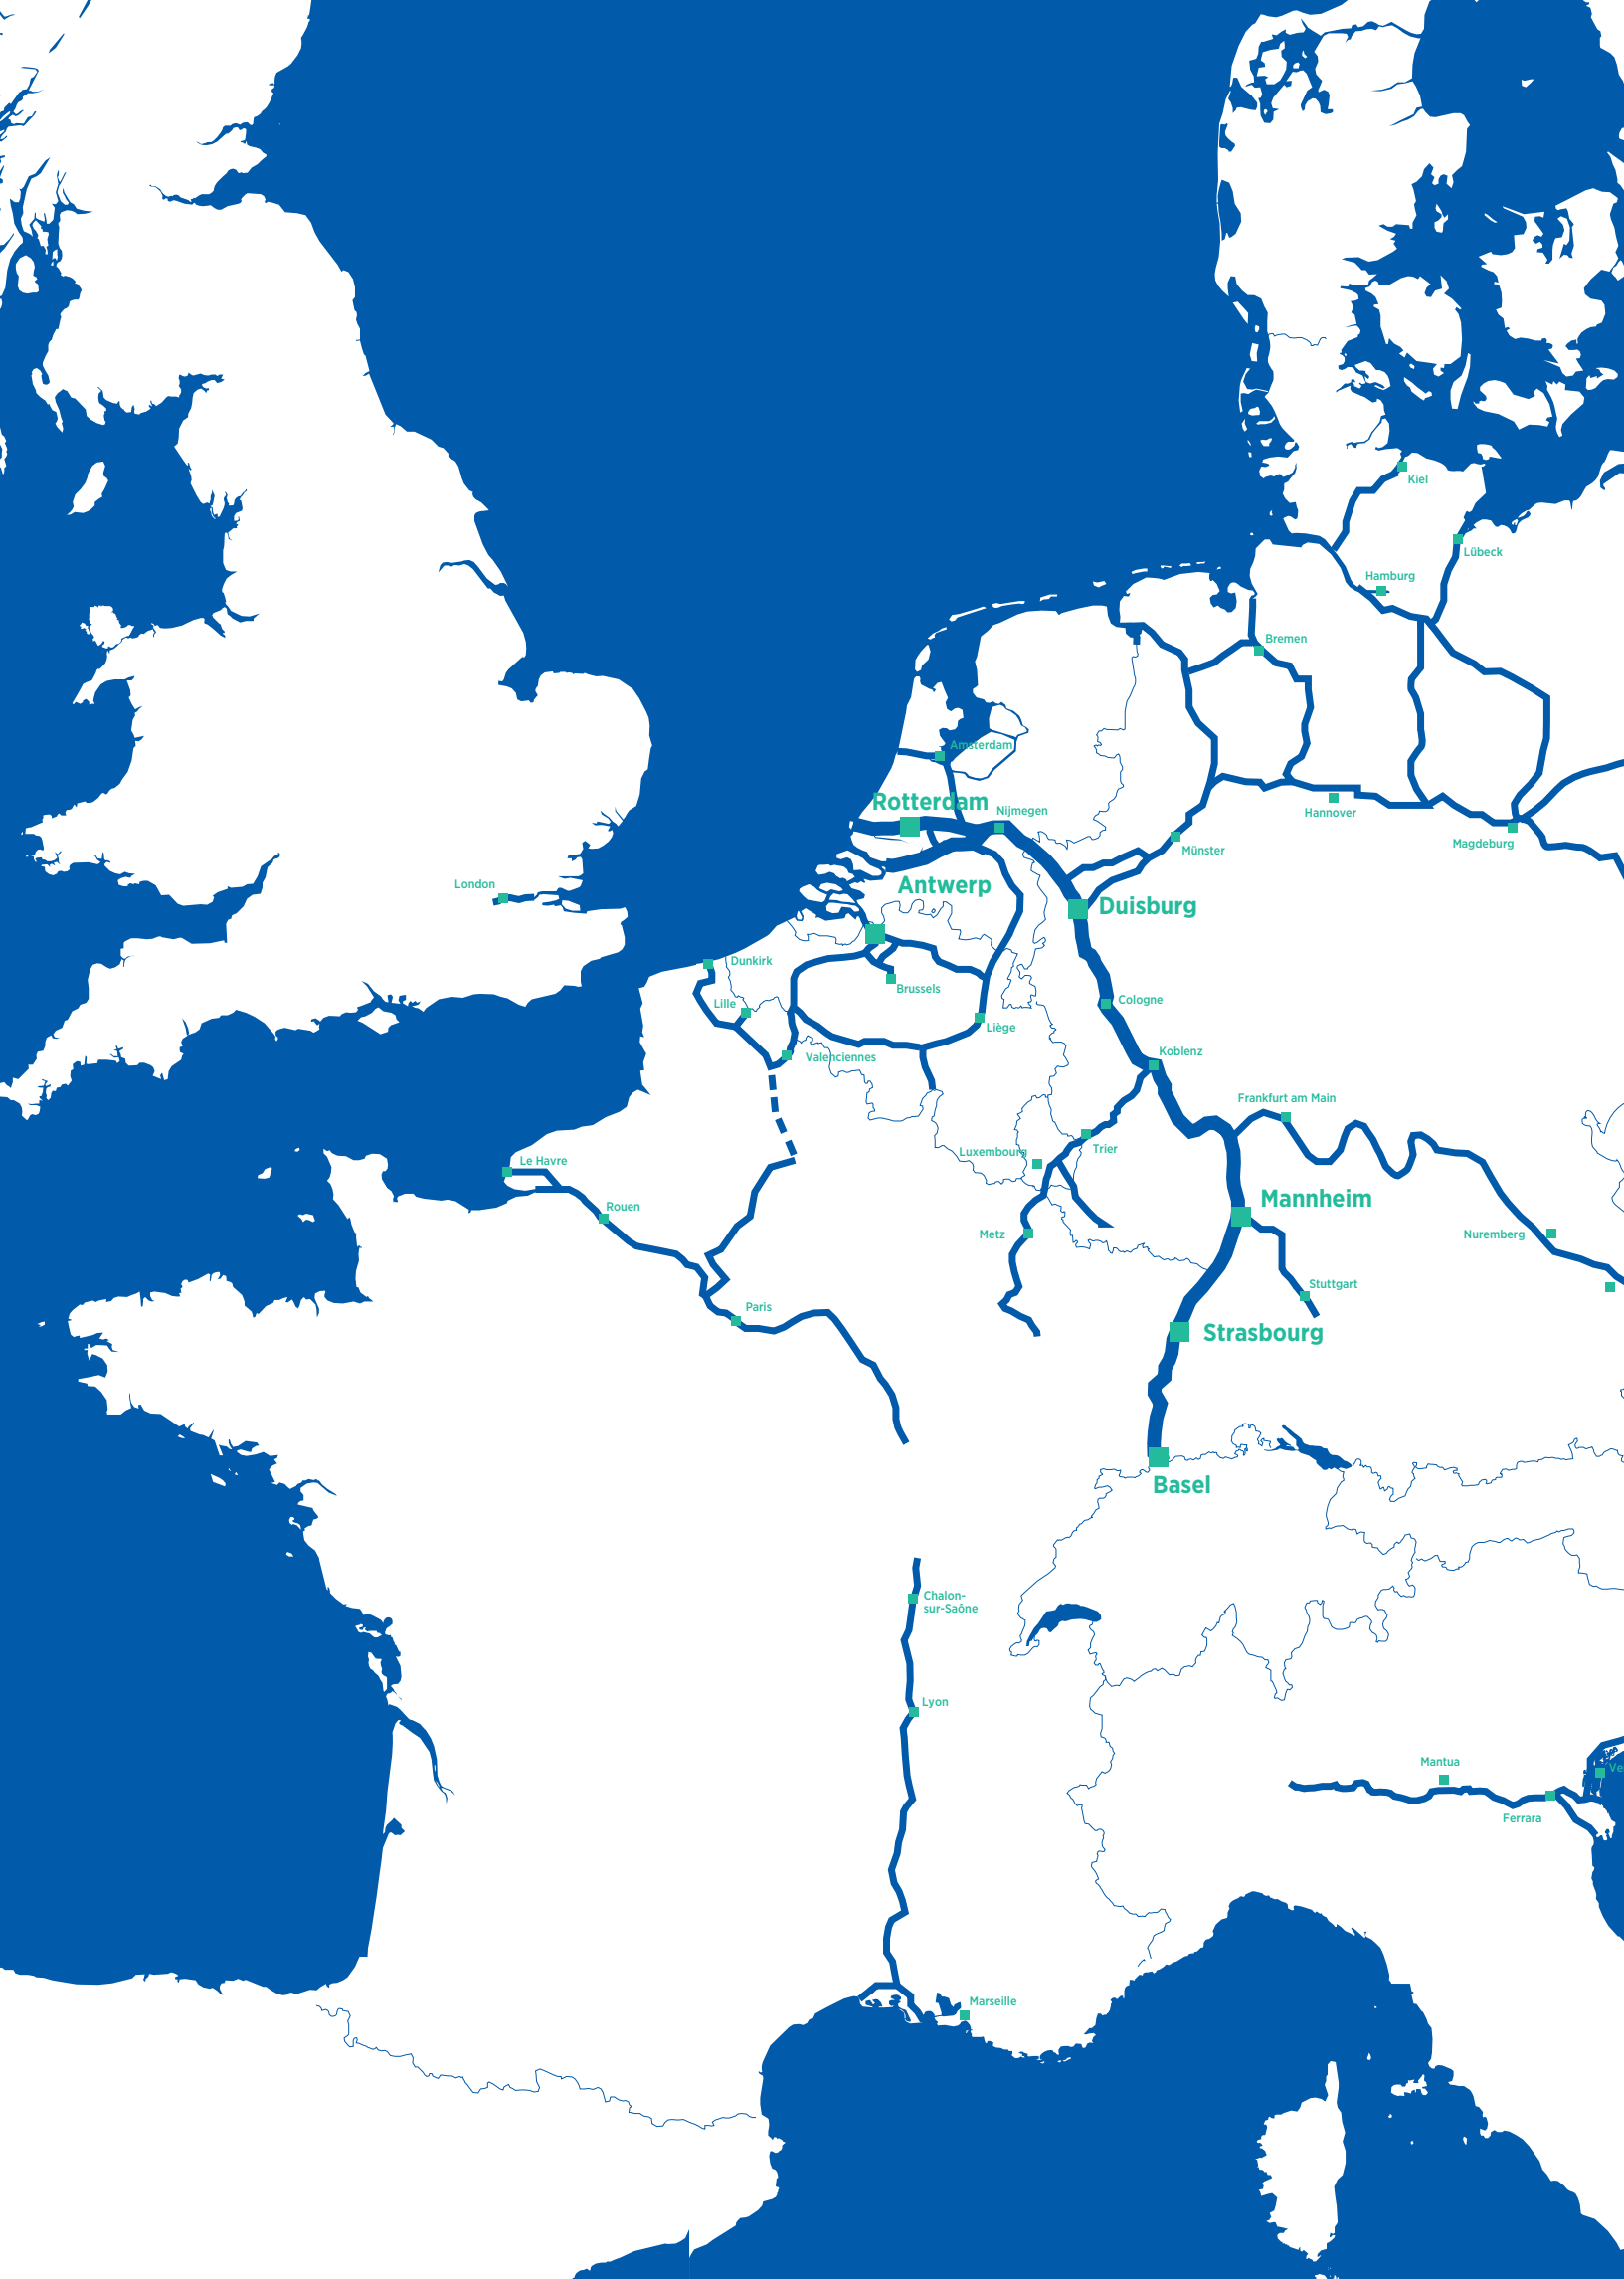 Kiel
Lübeck
Hamburg
Bremen
Amsterdam
Rotterdam
Nijmegen
Hannover
Magdeburg
Münster
London
Antwerp
Duisburg
Dunkirk
Brussels
Lille
Cologne
Liège
Valenciennes
Koblenz
Frankfurt am Main
Le Havre
Luxembourg
Trier
Rouen
Mannheim
Metz
Nuremberg
Stuttgart
Paris
Strasbourg
Basel
Chalon-
sur-Saône
Lyon
Mantua
Ve
Ferrara
Marseille